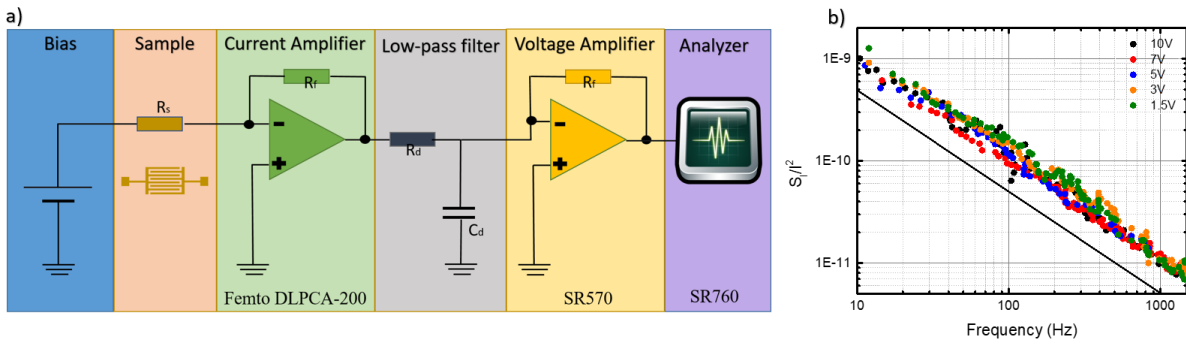 a)
Bias
Sample
Current Amplifier
Low-pass filter
Voltage Amplifier
Analyzer
Rs
Rf
-
+
Femto DLPCA-200
Rd
Cd
Rf
-
+
SR570
SR760
b)
10V
7V
5V
3V
1.5V
1E-9
1E-10
1E-11
SI/I²
10
100
1000
Frequency (Hz)